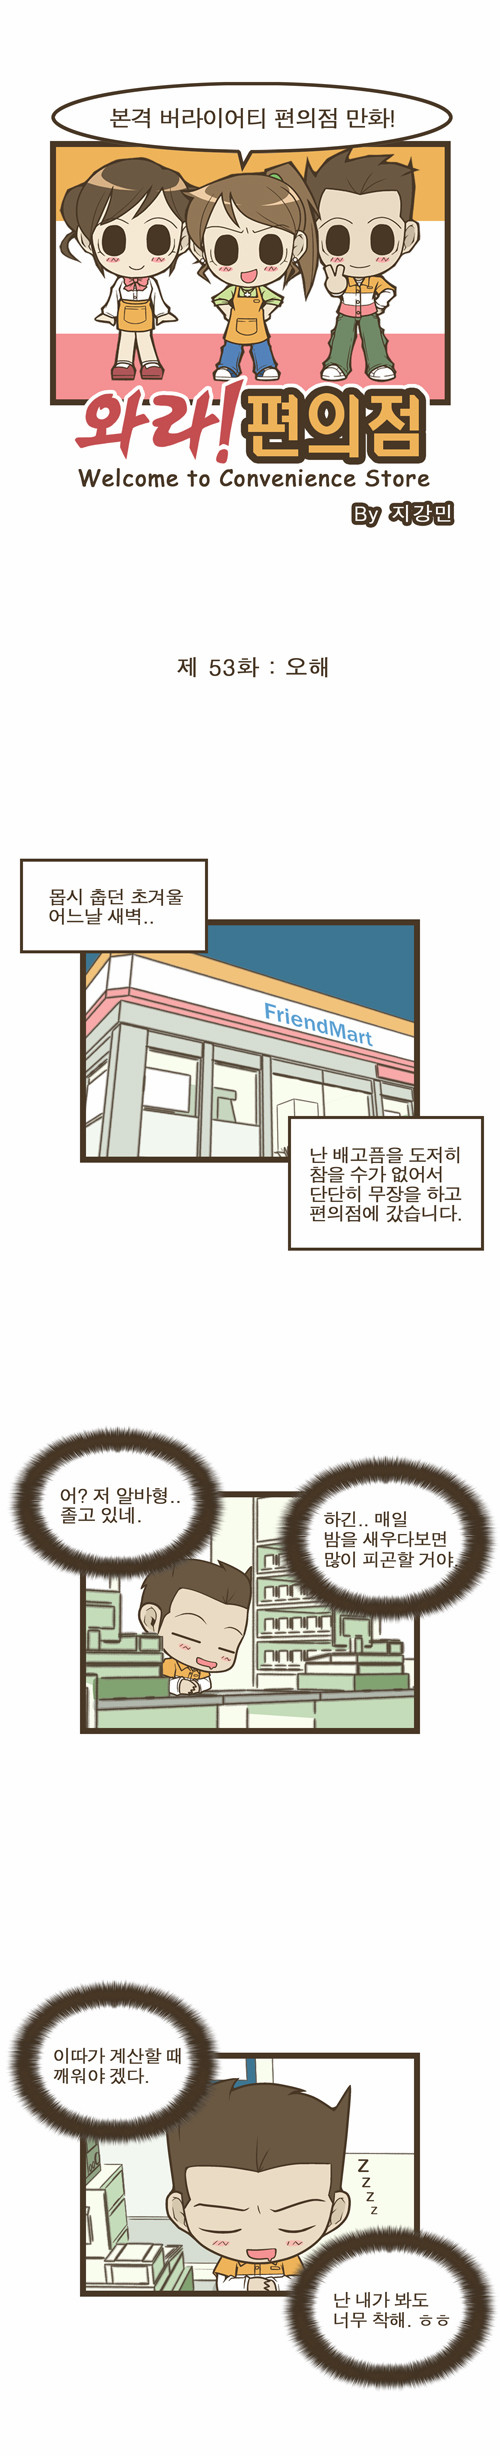 본격 버라이어티 편의점 만화!
와라! 편의점
Welcome to Convenience Store
By 지강민
제 53화 : 오해
몹시 춥던 초겨울
어느날 새벽..
FriendMart
난 배고픔을 도저히
참을 수가 없어서
단단히 무장을 하고
편의점에 갔습니다.
어? 저 알바형..
졸고 있네.
하긴.. 매일
밤을 새우다보면
많이 피곤할 거야.
이따가 계산할 때
깨워야 겠다.
z
z
z
z
난 내가 봐도
너무 착해. ㅎㅎ